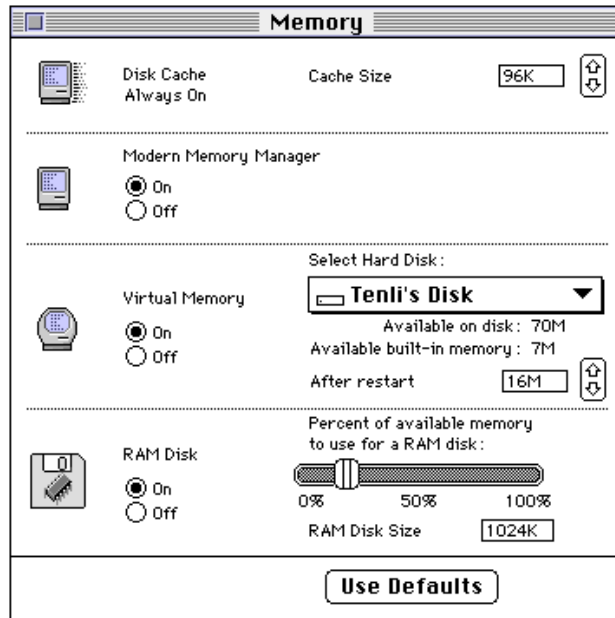 Memory
Disk Cache
Always On
Cache Size
96K
Modern Memory Manager
On
Off
Select Hard Disk :
Virtual Memory
Tenli's Disk
On
Off
Available on disk : 70M
Available built-in memory : 7M
After restart
16M
Percent of available memory
to use for a RAM disk :
RAM Disk
On
Off
0% 50% 100%
RAM Disk Size
1024K
Use Defaults